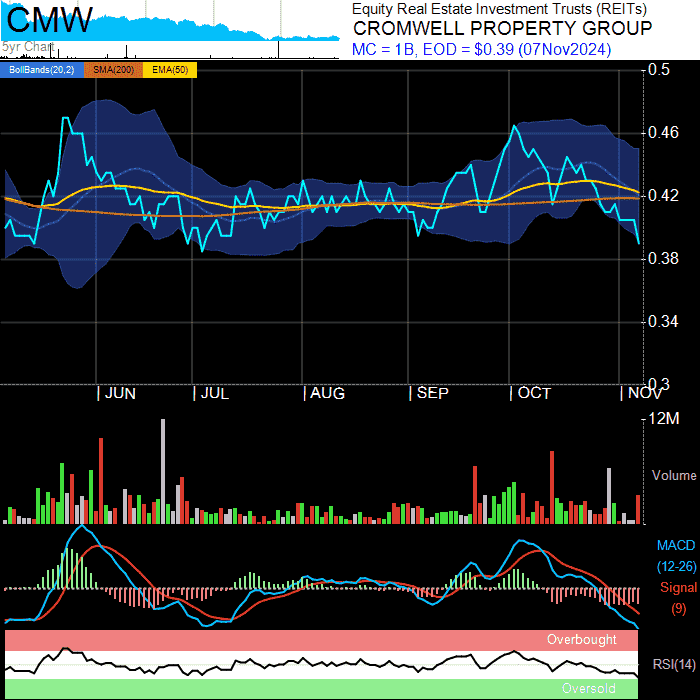 CMW
5yr Chart
Equity Real Estate Investment Trusts (REITs)
CROMWELL PROPERTY GROUP
MC = 1B, EOD = $0.39 (07Nov2024)
BollBands(20,2) SMA(200) EMA(50)
0.5
0.46
0.42
0.38
0.34
0.3
JUN JUL AUG SEP OCT NOV
12M
Volume
MACD
(12-26)
Signal
(9)
Overbought
RSI(14)
Oversold